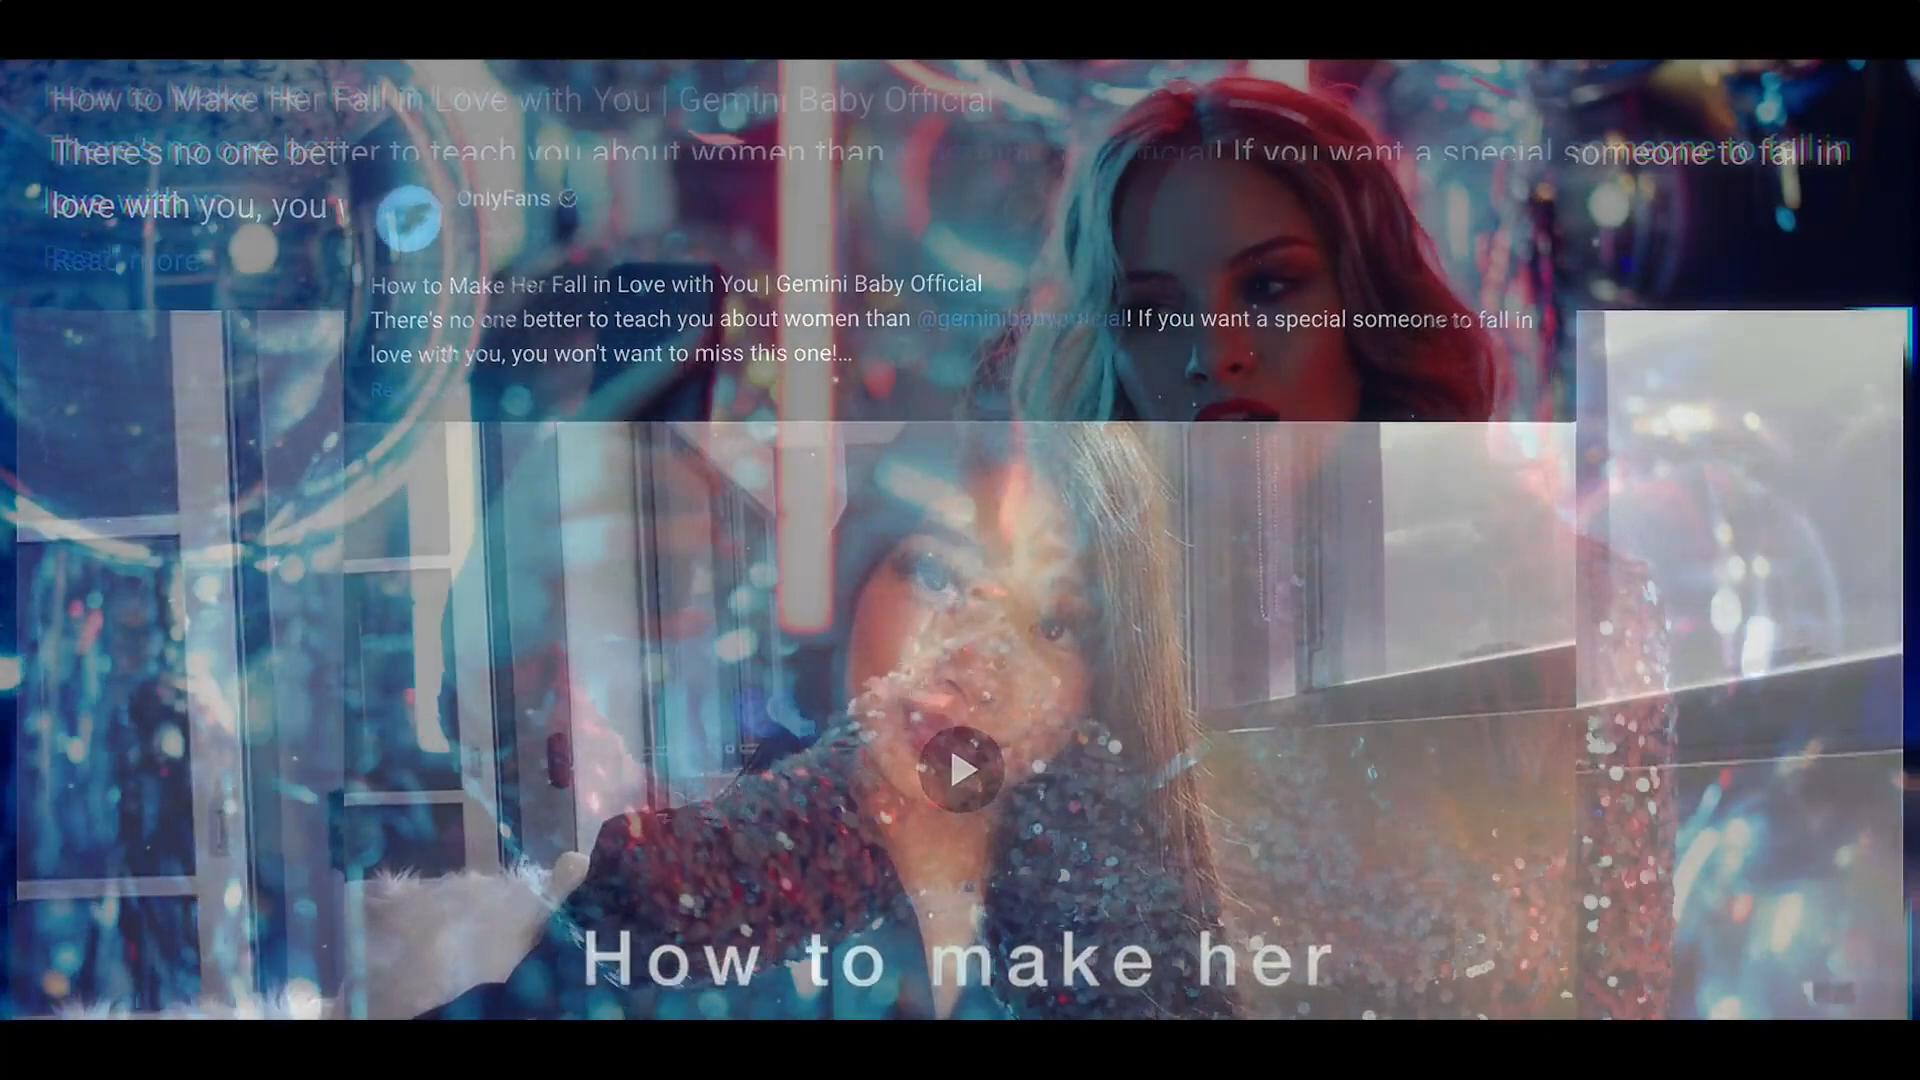 How to Make Her Fall in Love with You | Gemini Baby Official
There's no one better to teach you about women than If you want a special someone to fall in
love with you, you
Read more
OnlyFans
How to Make Her Fall in Love with You | Gemini Baby Official
There's no one better to teach you about women than @geminibabyofficial! If you want a special someone to fall in
love with you, you won't want to miss this one!...
How to make her